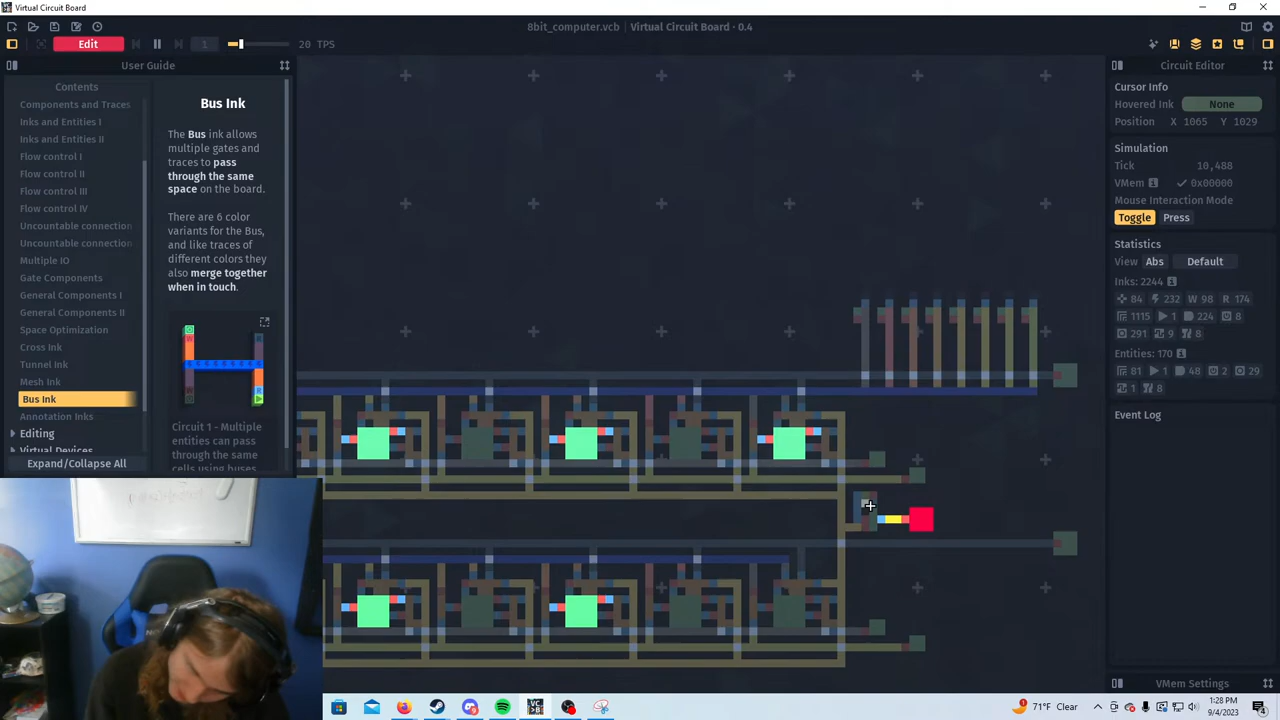 Virtual Circuit Board
8bit_computer.vcb | Virtual Circuit Board • 0.4
Edit
1
20 TPS
User Guide
Contents
Components and Traces
Inks and Entities I
Inks and Entities II
Flow control I
Flow control II
Flow control III
Flow control IV
Uncountable connection
Uncountable connection
Multiple IO
Gate Components
General Components I
General Components II
Space Optimization
Cross Ink
Tunnel Ink
Mesh Ink
Bus Ink
Annotation Inks
Editing
Virtual Devices
Expand/Collapse All
Bus Ink
The Bus ink allows
multiple gates and
traces to pass
through the same
space on the board.
There are 6 color
variants for the Bus,
and like traces of
different colors they
also merge together
when in touch.
Circuit 1 - Multiple
entities can pass
through the same
cells using buses
Circuit Editor
Cursor Info
Hovered Ink None
Position X 1065 Y 1029
Simulation
Tick 10,488
VMem 0x00000
Mouse Interaction Mode
Toggle Press
Statistics
View Abs Default
Inks: 2244
84 232 W 98 R 174
1115 1 224 8
291 9 8
Entities: 170
81 1 48 2 29
1 8
Event Log
VMem Settings
71°F Clear
1:28 PM
9/4/2023